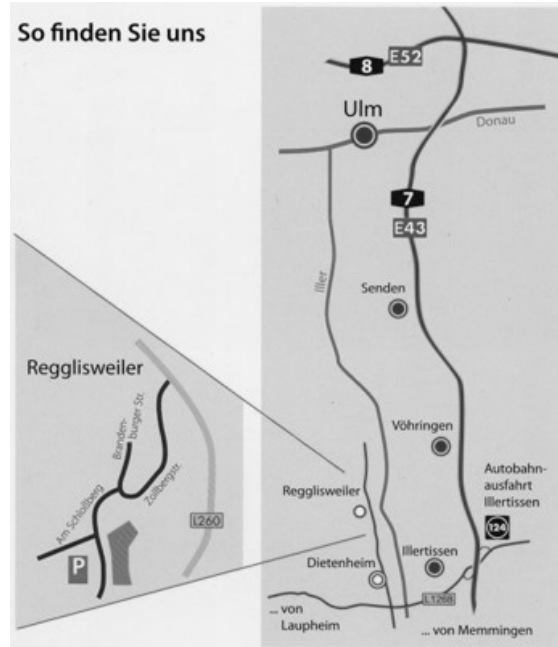 So finden Sie uns
8
E52
Ulm
Donau
7
E43
Iller
Senden
Regglisweiler
Branden-
burger Str.
Zollbergstr.
Am Schloßberg
L260
P
Vöhringen
Autobahn-
ausfahrt
Illertissen
124
Regglisweiler
Dietenheim
Illertissen
L1268
... von
Laupheim
... von Memmingen